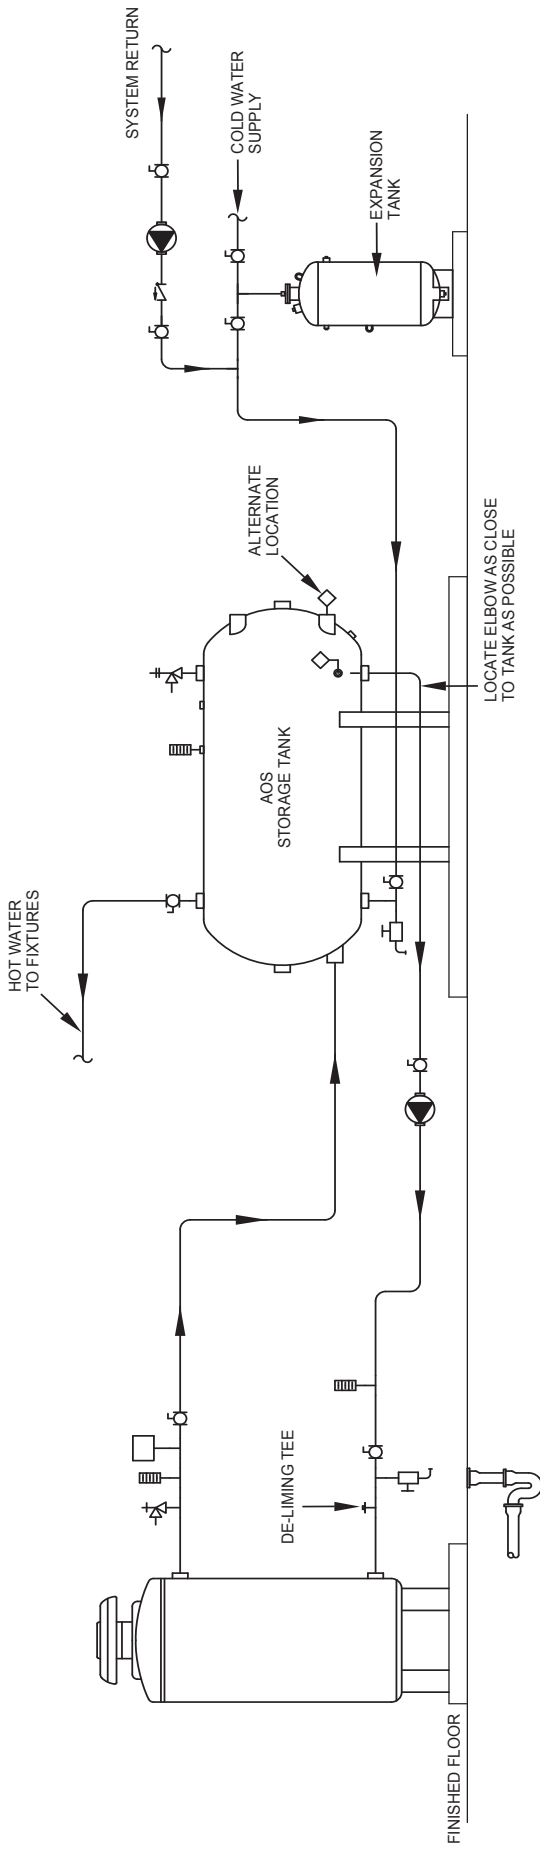 HOT WATER
TO FIXTURES
SYSTEM RETURN
COLD WATER
SUPPLY
ALTERNATE
LOCATION
EXPANSION
TANK
AOS
STORAGE TANK
DE-LIMING TEE
LOCATE ELBOW AS CLOSE
TO TANK AS POSSIBLE
FINISHED FLOOR